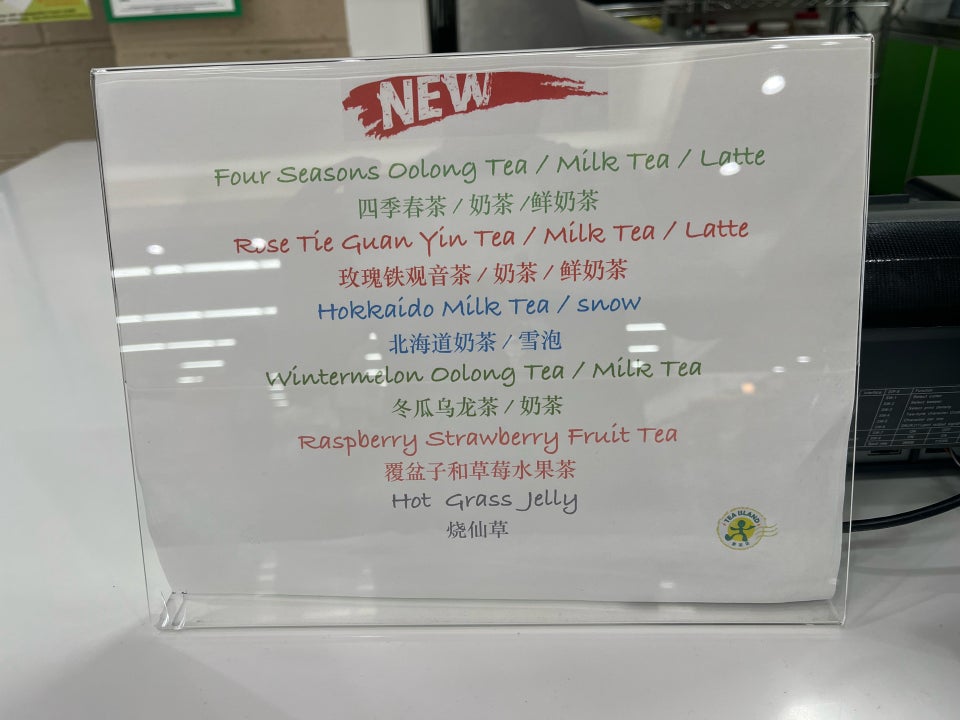 NEW
Four Seasons Oolong Tea / Milk Tea / Latte
四季春茶 / 奶茶 /鲜奶茶
Rose Tie Guan Yin Tea / Milk Tea / Latte
玫瑰铁观音茶 / 奶茶 / 鲜奶茶
Hokkaido Milk Tea / snow
北海道奶茶 / 雪泡
Wintermelon Oolong Tea / Milk Tea
冬瓜乌龙茶 / 奶茶
Raspberry Strawberry Fruit Tea
覆盆子和草莓水果茶
Hot Grass Jelly
烧仙草
TEA ISLAND